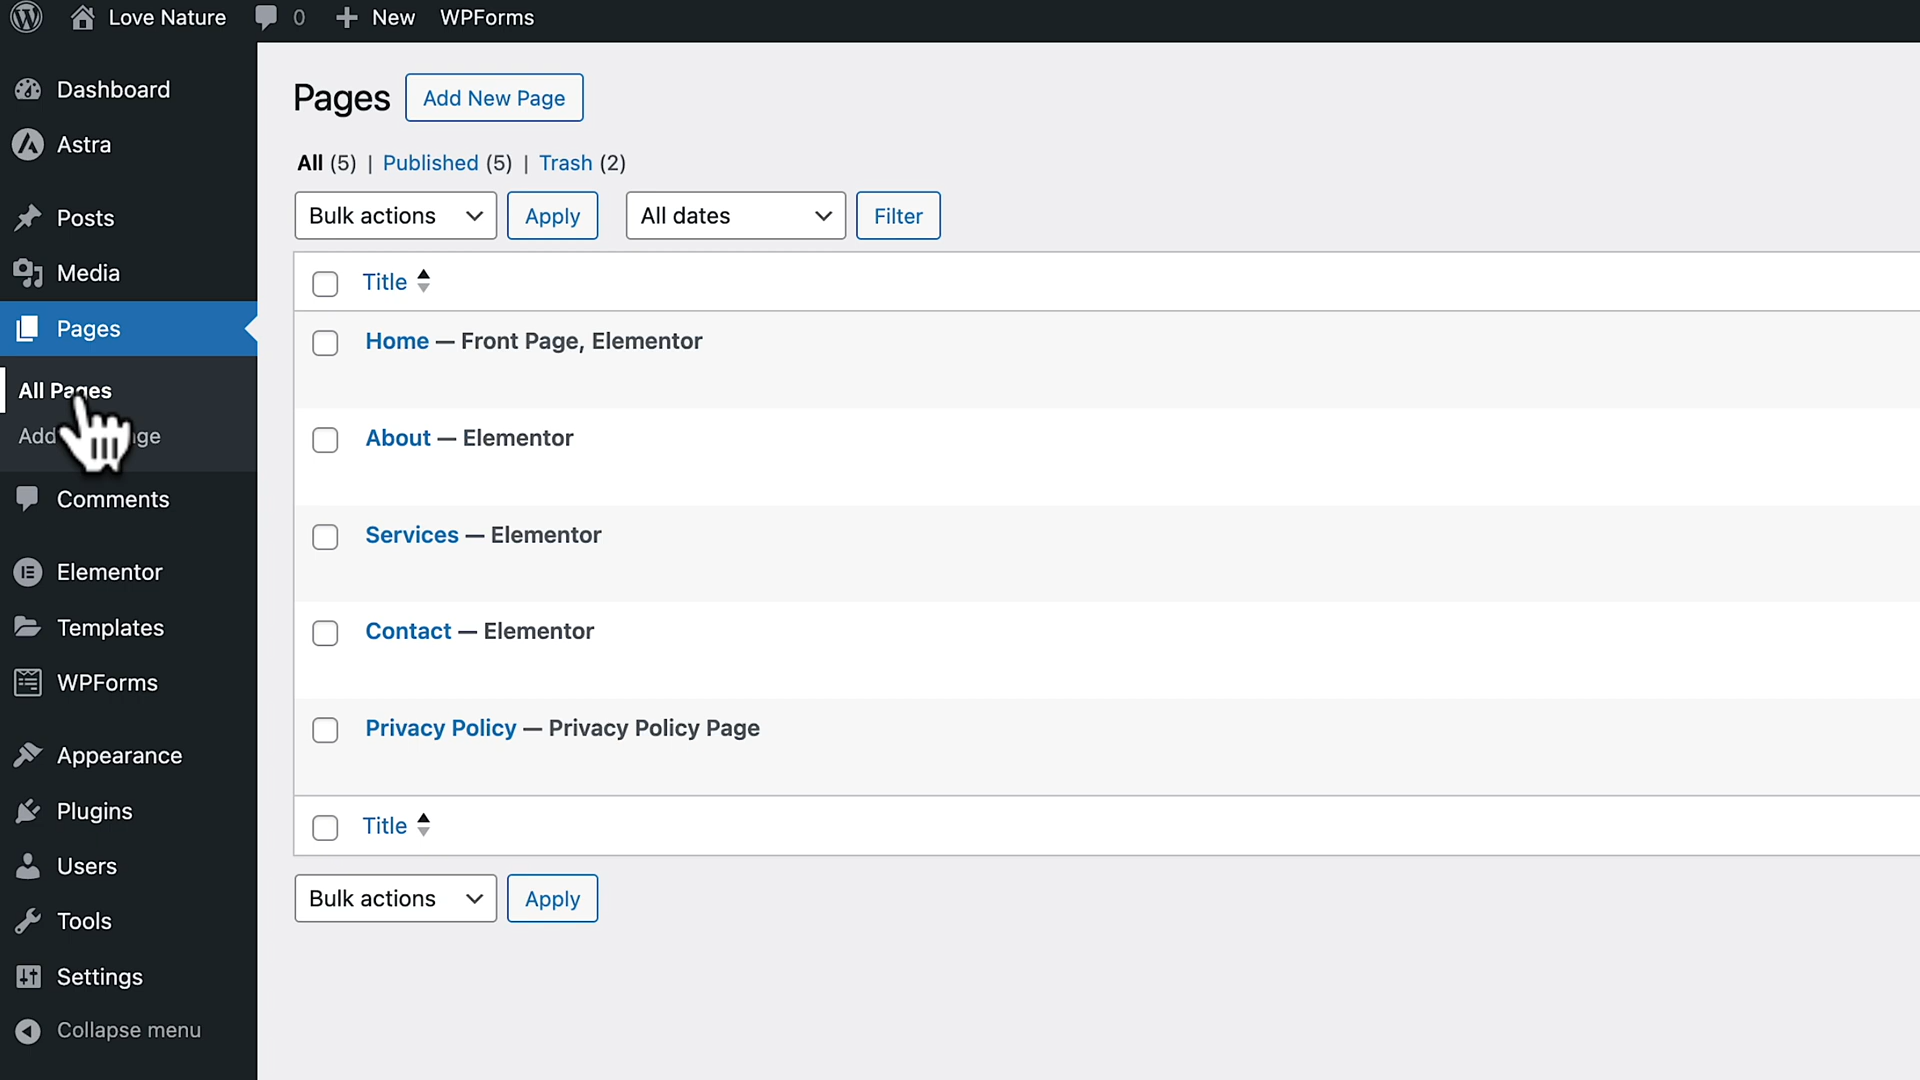 Love Nature 0 New WPForms
Dashboard
Astra
Posts
Media
Pages
All Pages
Add
Comments
Elementor
Templates
WPForms
Appearance
Plugins
Users
Tools
Settings
Collapse menu
Pages Add New Page
All (5) | Published (5) | Trash (2)
Bulk actions Apply All dates Filter
Title
Home — Front Page, Elementor
About — Elementor
Services — Elementor
Contact — Elementor
Privacy Policy — Privacy Policy Page
Title
Bulk actions Apply